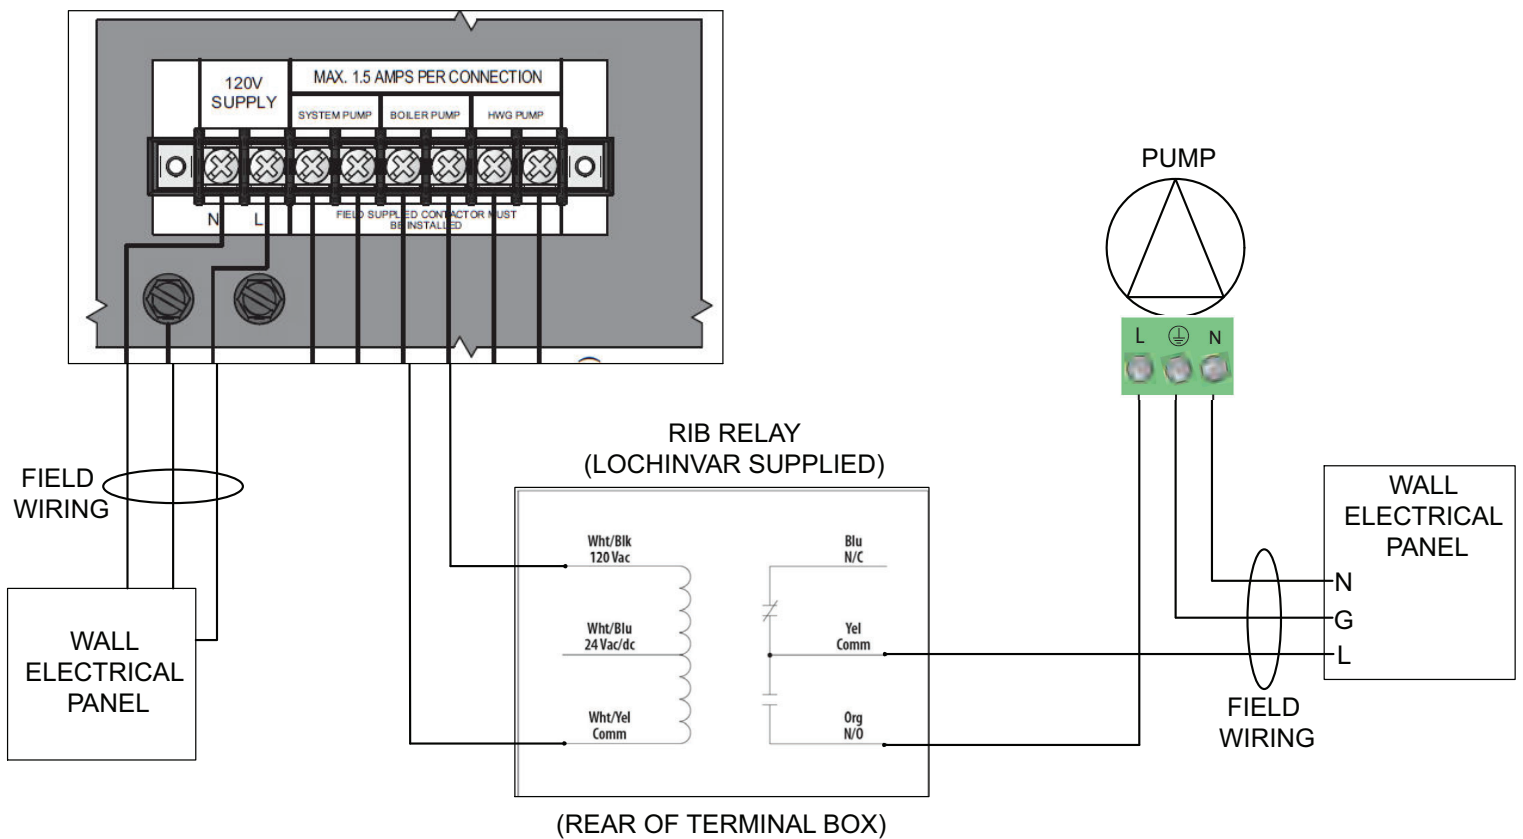 120V
SUPPLY
MAX. 1.5 AMPS PER CONNECTION
SYSTEM PUMP
BOILER PUMP
HWG PUMP
N
L
FIELD SUPPLIED CONTACTOR MUST
BE INSTALLED
PUMP
L
N
FIELD
WIRING
WALL
ELECTRICAL
PANEL
RIB RELAY
(LOCHINVAR SUPPLIED)
Wht/Blk
120 Vac
Wht/Blu
24 Vac/dc
Wht/Yel
Comm
Blu
N/C
Yel
Comm
Org
N/O
(REAR OF TERMINAL BOX)
WALL
ELECTRICAL
PANEL
N
G
L
FIELD
WIRING